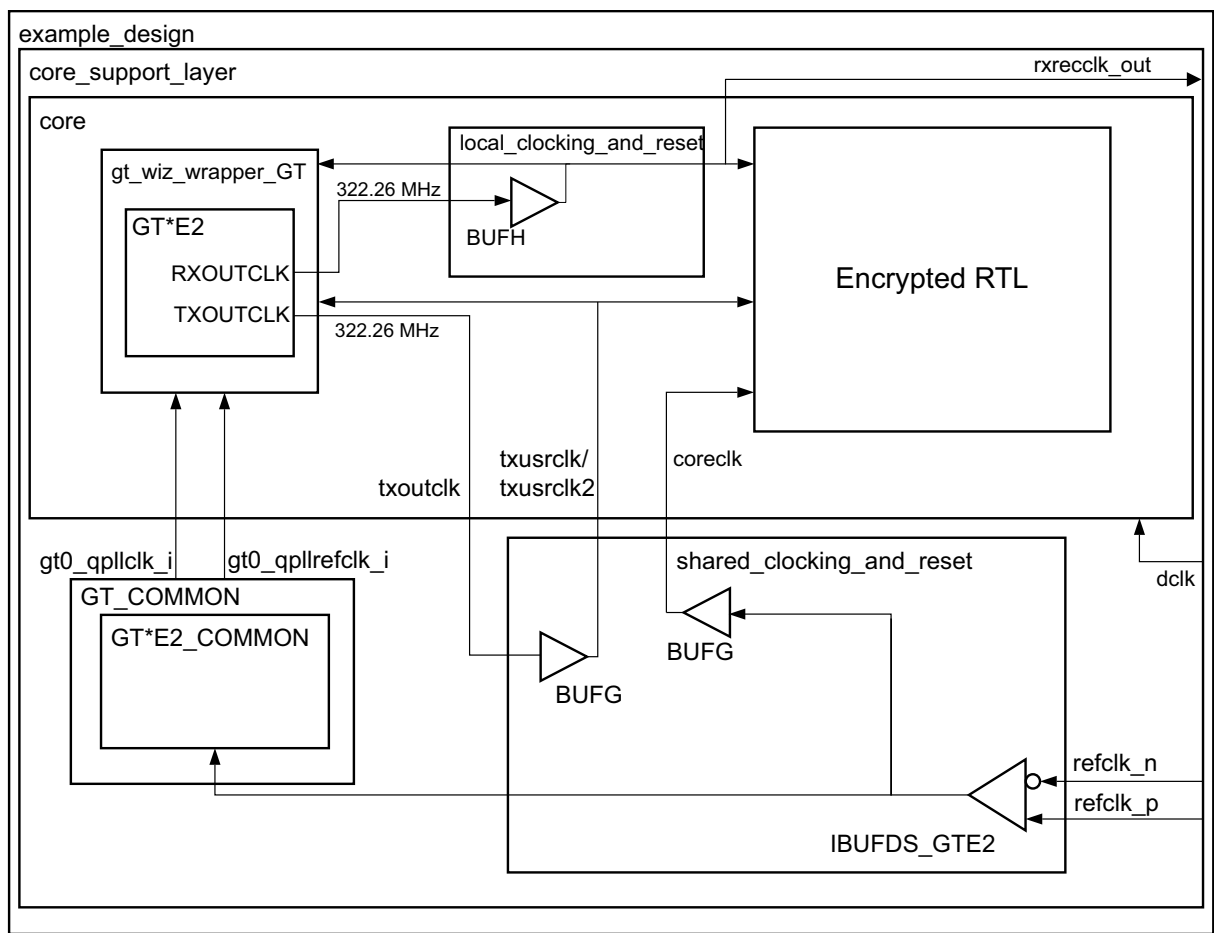 example_design
core_support_layer
rxrecclk_out
core
local_clocking_and_reset
gt_wiz_wrapper_GT
322.26 MHz
GT*E2
BUFH
RXOUTCLK
Encrypted RTL
TXOUTCLK
322.26 MHz
txusrclk/
txusrclk2
coreclk
txoutclk
gt0_qpllclk_i
gt0_qpllrefclk_i
shared_clocking_and_reset
dclk
GT_COMMON
GT*E2_COMMON
BUFG
BUFG
refclk_n
refclk_p
IBUFDS_GTE2